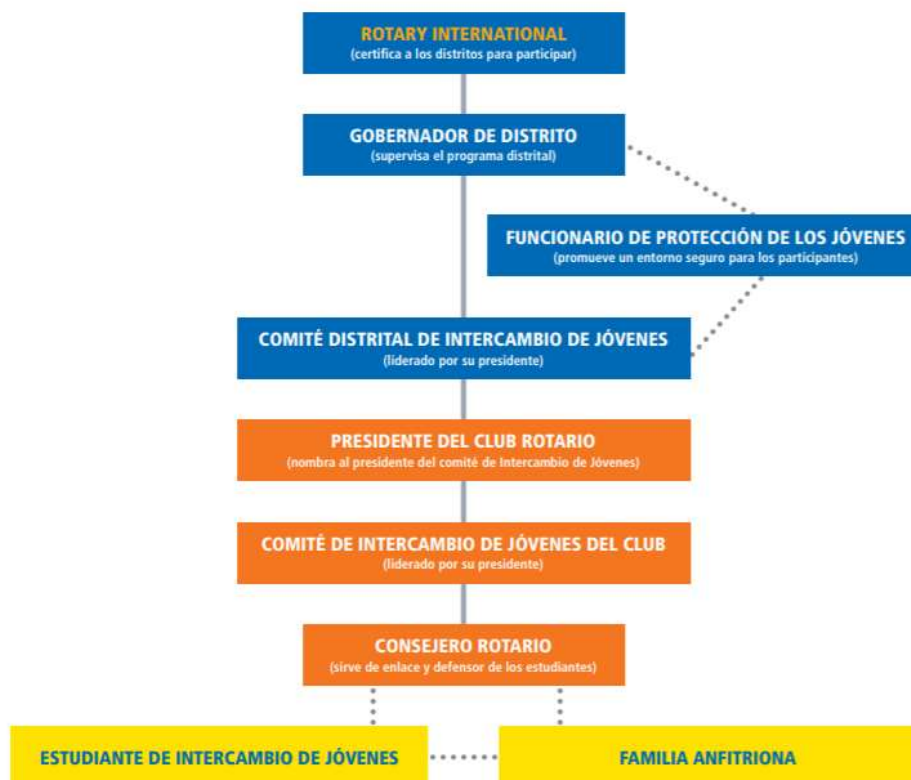 ROTARY INTERNATIONAL
(certifica a los distritos para participar)
GOBERNADOR DE DISTRITO
(supervisa el programa distrital)
FUNCIONARIO DE PROTECCIÓN DE LOS JÓVENES
(promueve un entorno seguro para los participantes)
COMITÉ DISTRITAL DE INTERCAMBIO DE JÓVENES
(liderado por su presidente)
PRESIDENTE DEL CLUB ROTARIO
(nombra al presidente del comité de Intercambio de Jóvenes)
COMITÉ DE INTERCAMBIO DE JÓVENES DEL CLUB
(liderado por su presidente)
CONSEJERO ROTARIO
(sirve de enlace y defensor de los estudiantes)
ESTUDIANTE DE INTERCAMBIO DE JÓVENES
FAMILIA ANFITRIONA